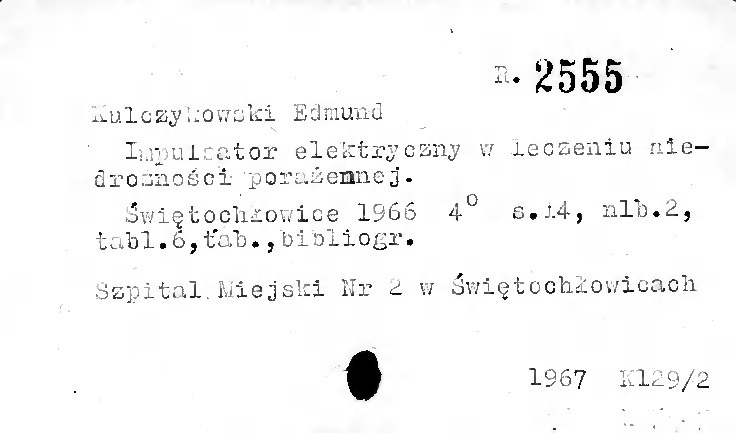 R. 2555
Kulczykowski Edmund
Impulsator elektryczny w leczeniu nie-
drożności porażennej.
Świętochłowice 1966 4° s.14, nlb.2,
tabl.6,tab.,bibliogr.
Szpital Miejski Nr 2 w Świętochłowicach
1967 K129/2